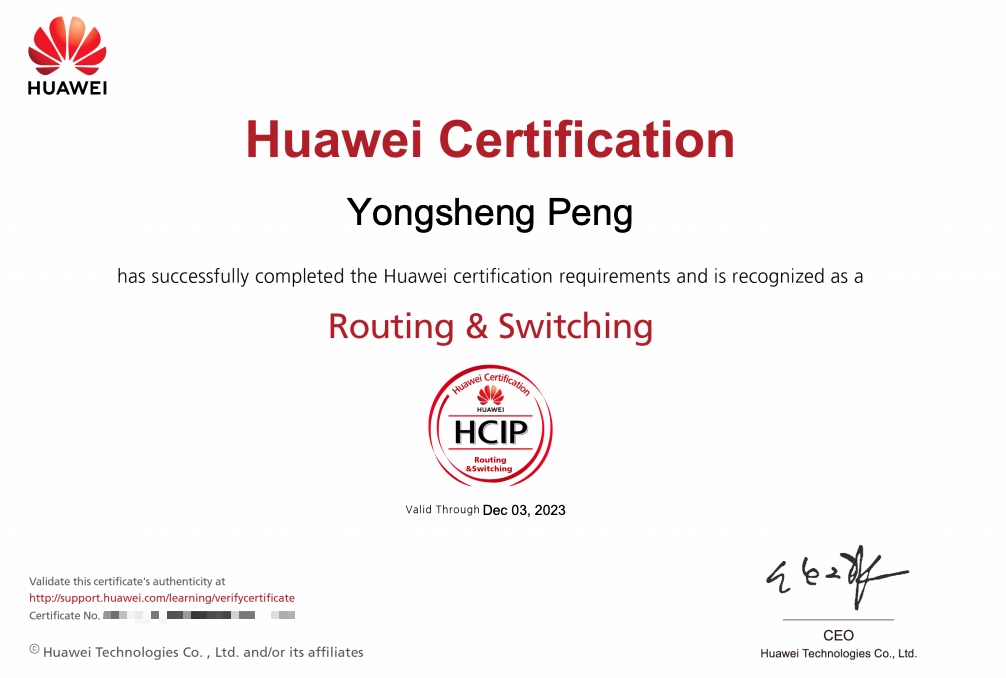 HUAWEI
Huawei Certification
Yongsheng Peng
has successfully completed the Huawei certification requirements and is recognized as a
Routing & Switching
Huawei Certification
HUAWEI
HCIP
Routing
&Switching
Valid Through Dec 03, 2023
Validate this certificate's authenticity at
http://support.huawei.com/learning/verifycertificate
Certificate No.
© Huawei Technologies Co. , Ltd. and/or its affiliates
CEO
Huawei Technologies Co., Ltd.